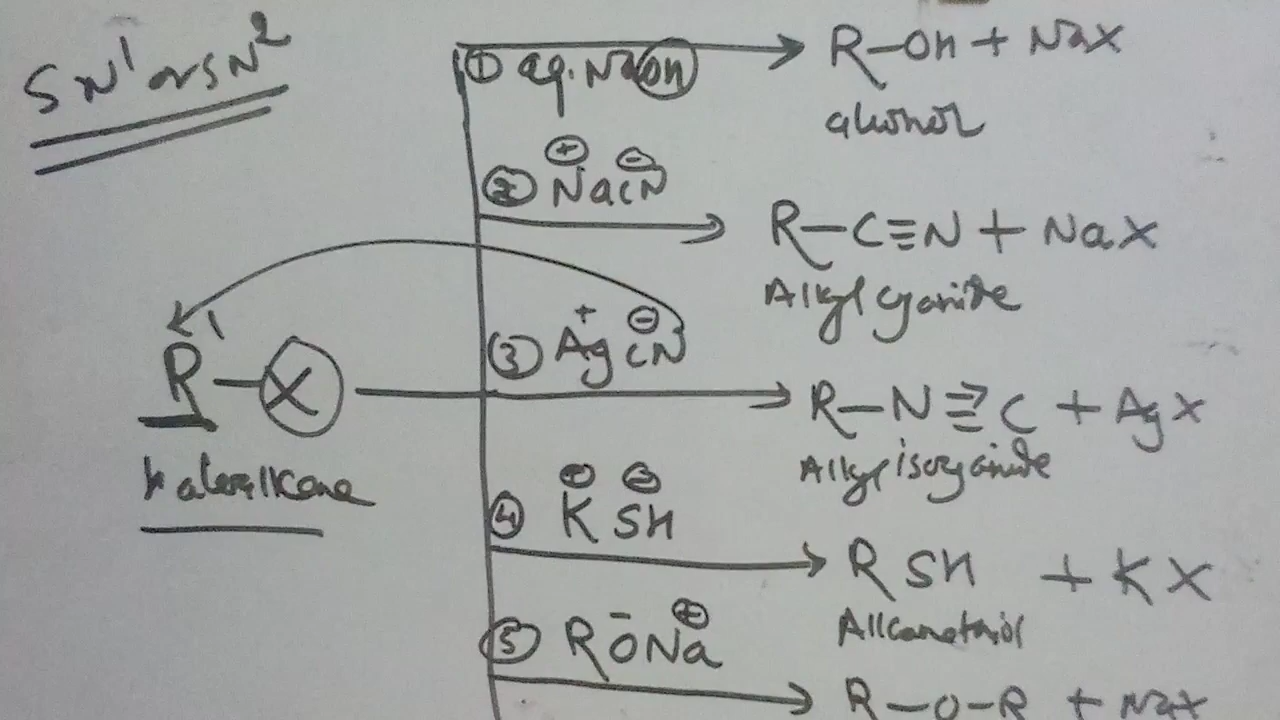 SN¹ or SN²
① aq. NaOH → R–OH + NaX
alcohol
② Na⊕ CN⊖ → R–C≡N + NaX
Alkyl cyanide
③ Ag⁺ CN⊖ → R–N≡C + AgX
Alkyl isocyanide
R–X
haloalkane
④ K⊕ SH⊖ → RSH + KX
Alkanethiol
⑤ RO⁻Na⊕ → R–O–R + NaX